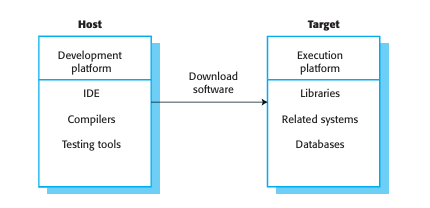 Host
Target
Development
platform
Execution
platform
IDE
Compilers
Testing tools
Download
software
Libraries
Related systems
Databases